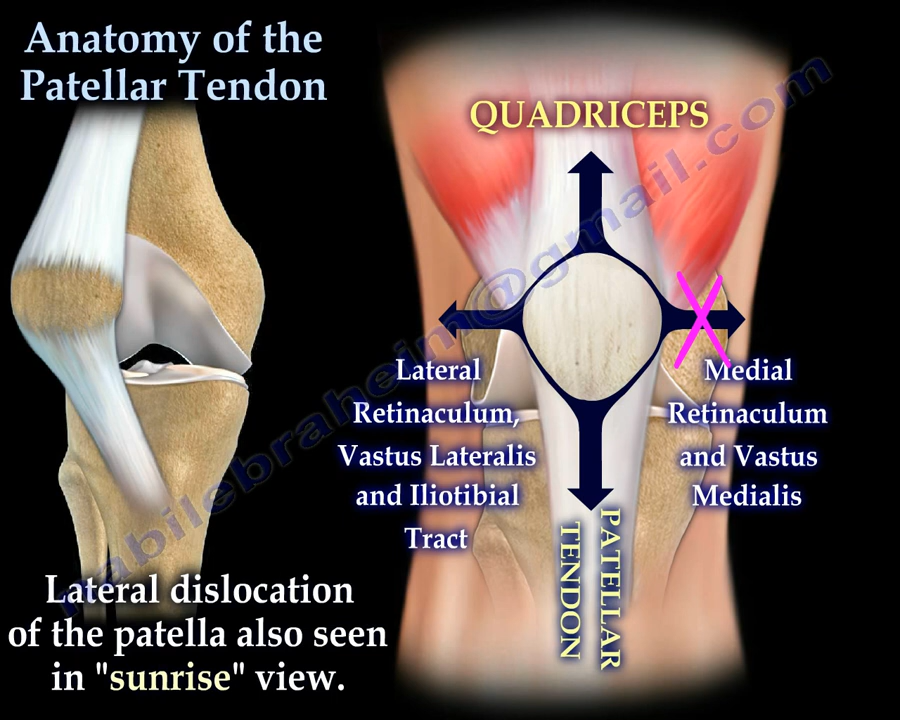 Anatomy of the
Patellar Tendon
QUADRICEPS
Lateral
Retinaculum,
Vastus Lateralis
and Iliotibial
Tract
Medial
Retinaculum
and Vastus
Medialis
PATELLAR
TENDON
Lateral dislocation
of the patella also seen
in "sunrise" view.
nabilebraheim@gmail.com